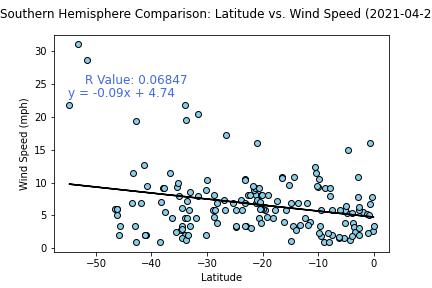 Southern Hemisphere Comparison: Latitude vs. Wind Speed (2021-04-2
R Value: 0.06847
y = -0.09x + 4.74
Wind Speed (mph)
30
25
20
15
10
5
0
−50
−40
−30
−20
−10
0
Latitude